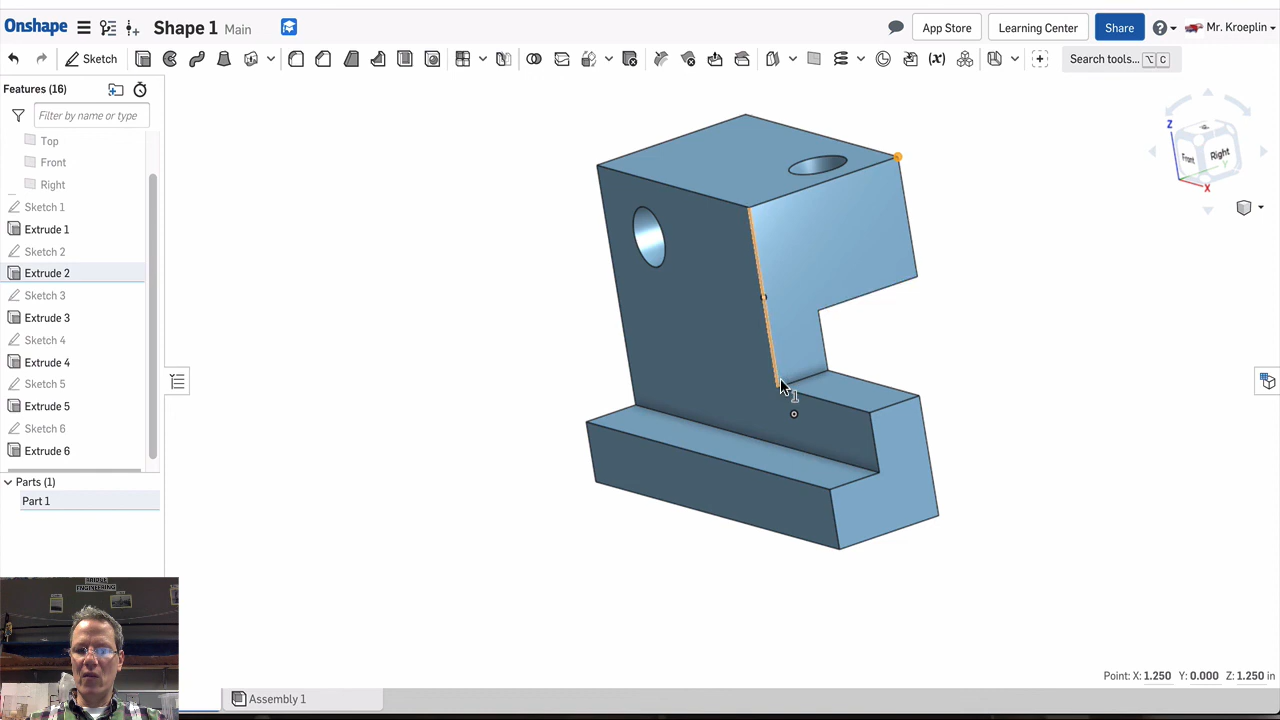 Onshape Shape 1 Main App Store Learning Center Share Mr. Kroeplin
Sketch Search tools... ⌥ C
Features (16)
Filter by name or type
Top
Front
Right
Sketch 1
Extrude 1
Sketch 2
Extrude 2
Sketch 3
Extrude 3
Sketch 4
Extrude 4
Sketch 5
Extrude 5
Sketch 6
Extrude 6
Parts (1)
Part 1
Z
Front Right
Y
X
1
BRIDGE
ENGINEERING
Point: X: 1.250 Y: 0.000 Z: 1.250 in
Assembly 1